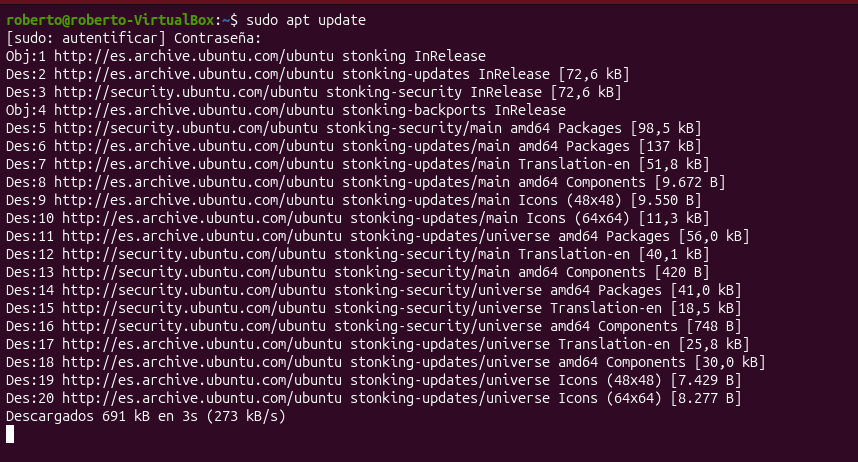 roberto@roberto-VirtualBox:~$ sudo apt update
[sudo: autentificar] Contraseña:
Obj:1 http://es.archive.ubuntu.com/ubuntu stonking InRelease
Des:2 http://es.archive.ubuntu.com/ubuntu stonking-updates InRelease [72,6 kB]
Des:3 http://security.ubuntu.com/ubuntu stonking-security InRelease [72,6 kB]
Obj:4 http://es.archive.ubuntu.com/ubuntu stonking-backports InRelease
Des:5 http://security.ubuntu.com/ubuntu stonking-security/main amd64 Packages [98,5 kB]
Des:6 http://es.archive.ubuntu.com/ubuntu stonking-updates/main amd64 Packages [137 kB]
Des:7 http://es.archive.ubuntu.com/ubuntu stonking-updates/main Translation-en [51,8 kB]
Des:8 http://es.archive.ubuntu.com/ubuntu stonking-updates/main amd64 Components [9.672 B]
Des:9 http://es.archive.ubuntu.com/ubuntu stonking-updates/main Icons (48x48) [9.550 B]
Des:10 http://es.archive.ubuntu.com/ubuntu stonking-updates/main Icons (64x64) [11,3 kB]
Des:11 http://es.archive.ubuntu.com/ubuntu stonking-updates/universe amd64 Packages [56,0 kB]
Des:12 http://security.ubuntu.com/ubuntu stonking-security/main Translation-en [40,1 kB]
Des:13 http://security.ubuntu.com/ubuntu stonking-security/main amd64 Components [420 B]
Des:14 http://security.ubuntu.com/ubuntu stonking-security/universe amd64 Packages [41,0 kB]
Des:15 http://security.ubuntu.com/ubuntu stonking-security/universe Translation-en [18,5 kB]
Des:16 http://security.ubuntu.com/ubuntu stonking-security/universe amd64 Components [748 B]
Des:17 http://es.archive.ubuntu.com/ubuntu stonking-updates/universe Translation-en [25,8 kB]
Des:18 http://es.archive.ubuntu.com/ubuntu stonking-updates/universe amd64 Components [30,0 kB]
Des:19 http://es.archive.ubuntu.com/ubuntu stonking-updates/universe Icons (48x48) [7.429 B]
Des:20 http://es.archive.ubuntu.com/ubuntu stonking-updates/universe Icons (64x64) [8.277 B]
Descargados 691 kB en 3s (273 kB/s)